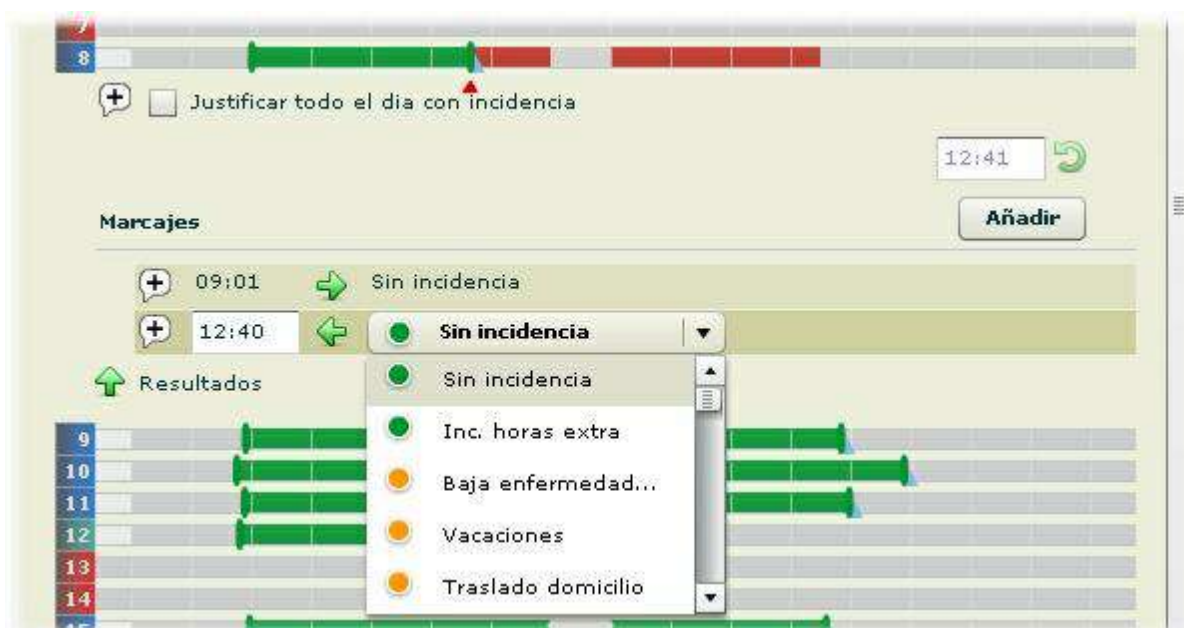 7
8
Justificar todo el dia con incidencia
12:41
Marcajes
Añadir
09:01 Sin incidencia
12:40 Sin incidencia
Sin incidencia
Resultados
Inc. horas extra
9
10
Baja enfermedad...
11
12
Vacaciones
13
14
Traslado domicilio
15